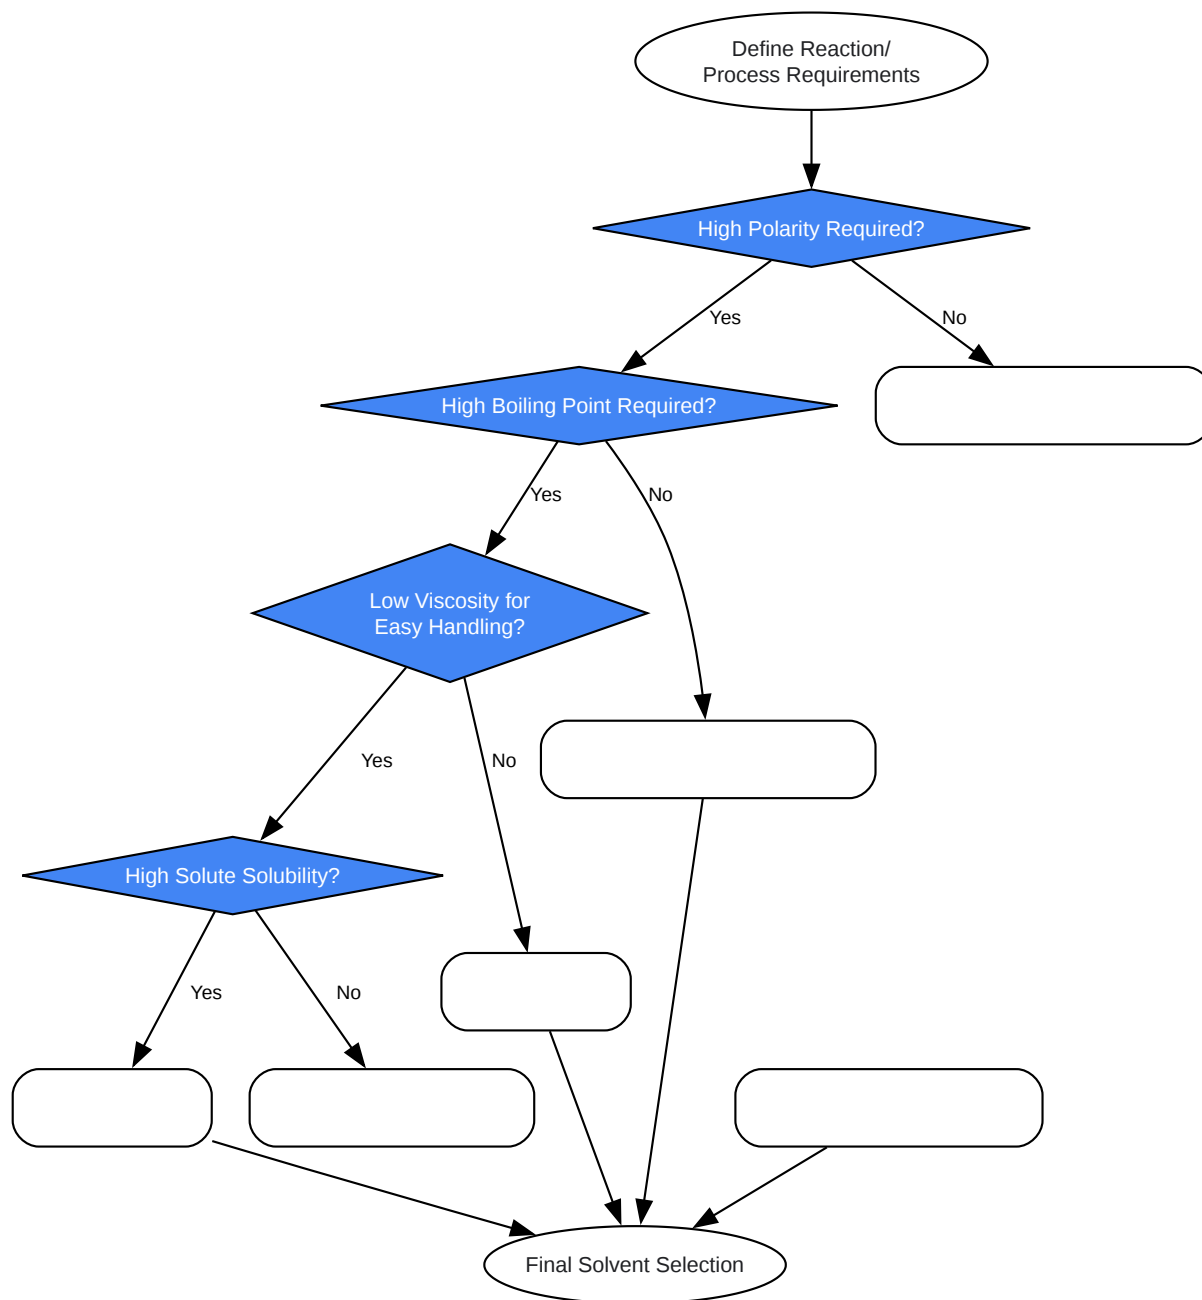 Define Reaction/
Process Requirements
High Polarity Required?
Yes
No
High Boiling Point Required?
Yes
No
Low Viscosity for
Easy Handling?
Yes
No
High Solute Solubility?
Yes
No
Final Solvent Selection